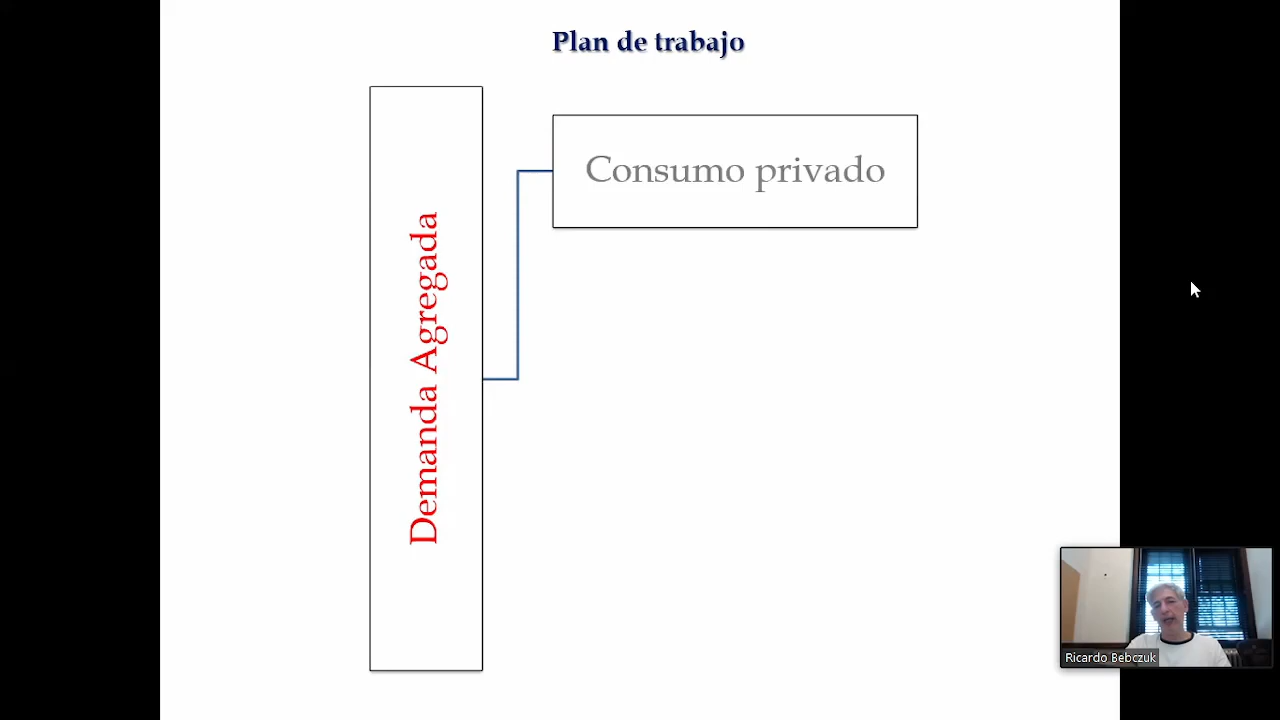 Plan de trabajo
Demanda Agregada
Consumo privado
Ricardo Bebczuk